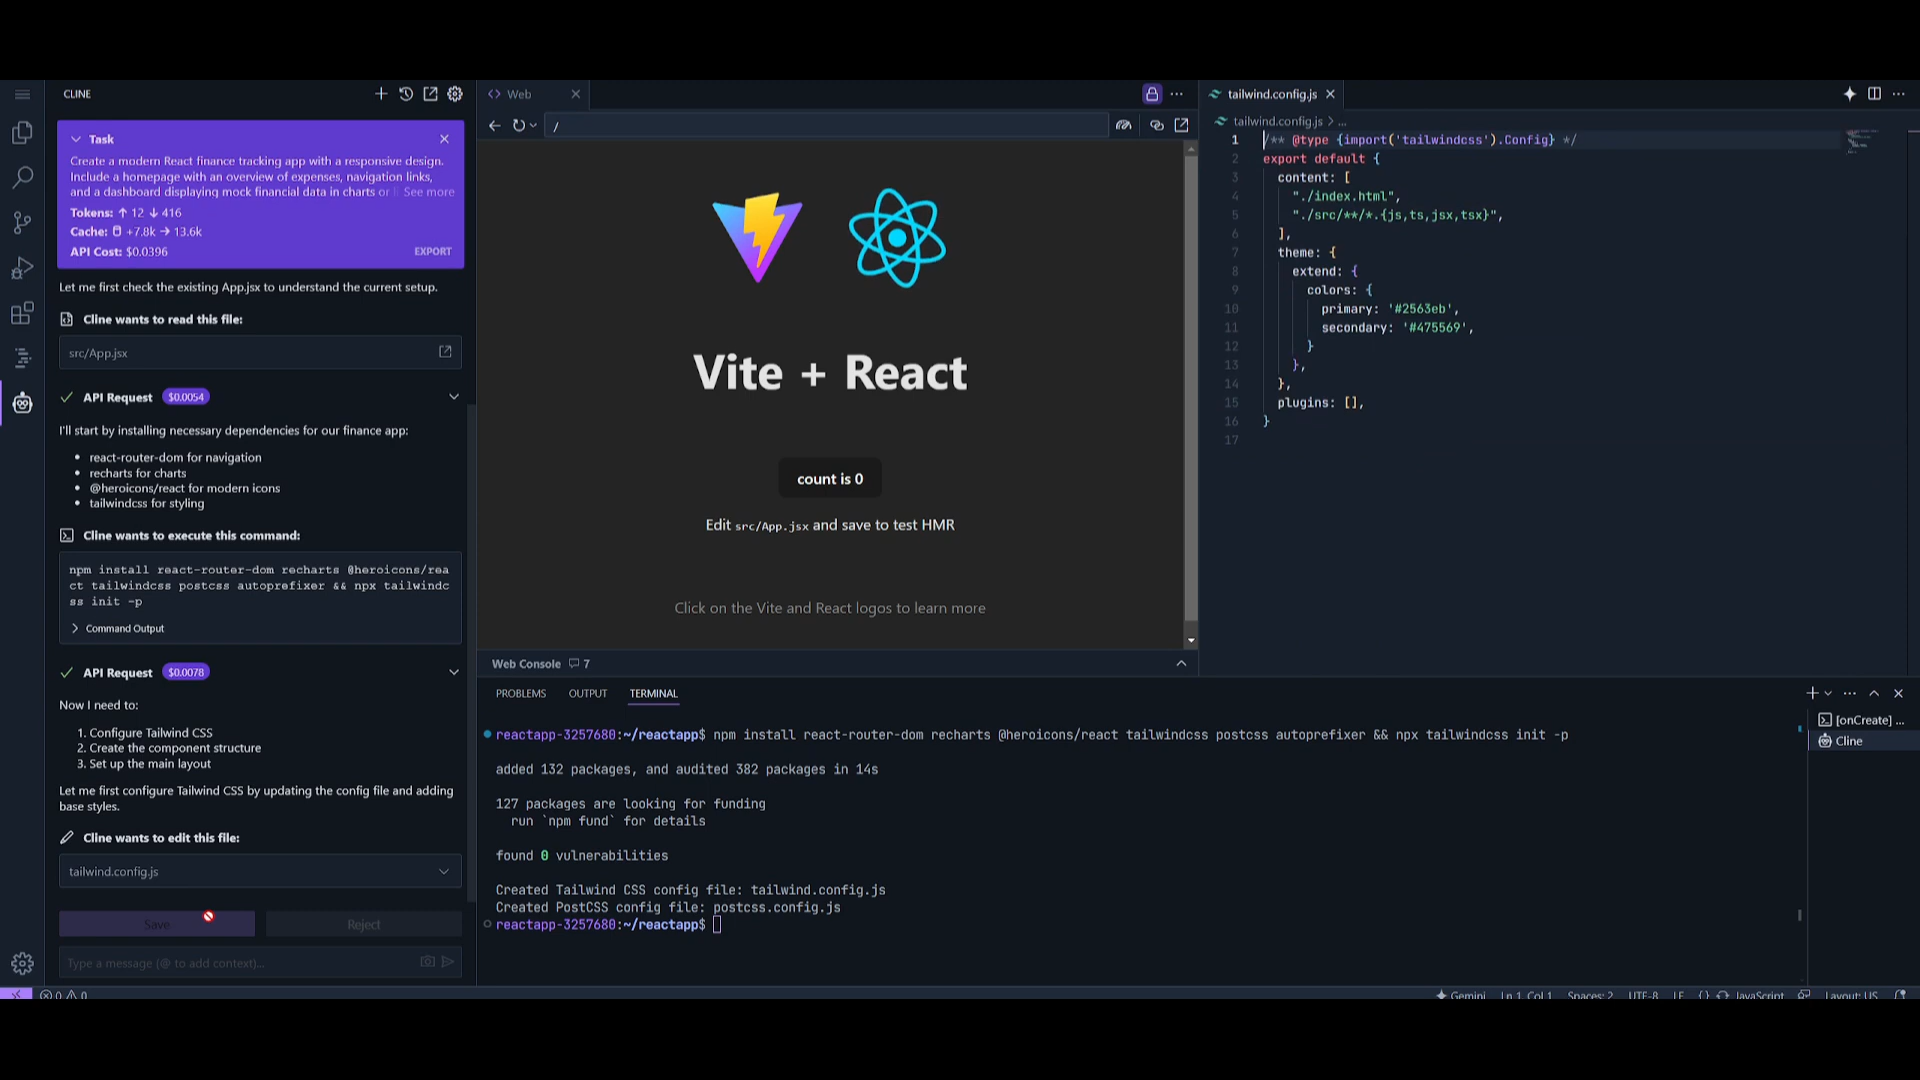 CLINE
Task
Create a modern React finance tracking app with a responsive design.
Include a homepage with an overview of expenses, navigation links,
and a dashboard displaying mock financial data in charts or l See more
Tokens: ↑ 12 ↓ 416
Cache: +7.8k → 13.6k
API Cost: $0.0396
EXPORT
Let me first check the existing App.jsx to understand the current setup.
Cline wants to read this file:
src/App.jsx
API Request $0.0054
I'll start by installing necessary dependencies for our finance app:
• react-router-dom for navigation
• recharts for charts
• @heroicons/react for modern icons
• tailwindcss for styling
Cline wants to execute this command:
npm install react-router-dom recharts @heroicons/rea
ct tailwindcss postcss autoprefixer && npx tailwindc
ss init -p
Command Output
API Request $0.0078
Now I need to:
1. Configure Tailwind CSS
2. Create the component structure
3. Set up the main layout
Let me first configure Tailwind CSS by updating the config file and adding
base styles.
Cline wants to edit this file:
tailwind.config.js
Save
Reject
Type a message (@ to add context)...
Web
/
Vite + React
count is 0
Edit src/App.jsx and save to test HMR
Click on the Vite and React logos to learn more
Web Console 7
tailwind.config.js
tailwind.config.js > ...
1 /** @type {import('tailwindcss').Config} */
2 export default {
3 content: [
4 "./index.html",
5 "./src/**/*.{js,ts,jsx,tsx}",
6 ],
7 theme: {
8 extend: {
9 colors: {
10 primary: '#2563eb',
11 secondary: '#475569',
12 }
13 },
14 },
15 plugins: [],
16 }
17
PROBLEMS OUTPUT TERMINAL
reactapp-3257680:~/reactapp$ npm install react-router-dom recharts @heroicons/react tailwindcss postcss autoprefixer && npx tailwindcss init -p
added 132 packages, and audited 382 packages in 14s
127 packages are looking for funding
run `npm fund` for details
found 0 vulnerabilities
Created Tailwind CSS config file: tailwind.config.js
Created PostCSS config file: postcss.config.js
reactapp-3257680:~/reactapp$
[onCreate] ...
Cline
0 0
Gemini Ln 1, Col 1 Spaces: 2 UTF-8 LF {} JavaScript Layout: US